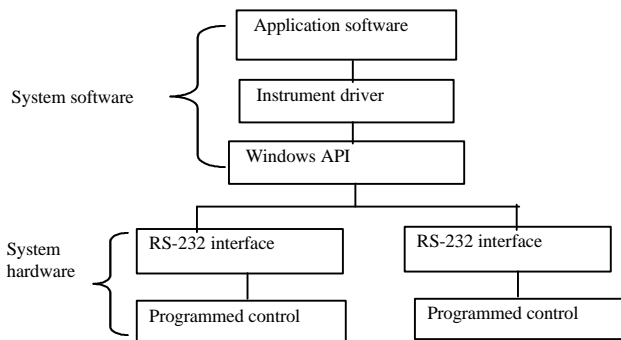 Application software
System software
Instrument driver
Windows API
System
hardware
RS-232 interface
RS-232 interface
Programmed control
Programmed control